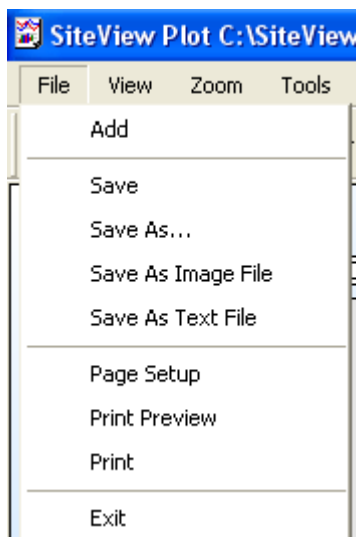 SiteView Plot C:\SiteView
File View Zoom Tools
Add
Save
Save As...
Save As Image File
Save As Text File
Page Setup
Print Preview
Print
Exit